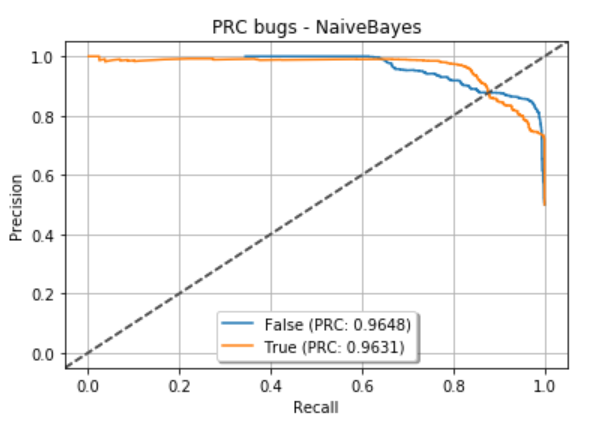 PRC bugs - NaiveBayes
1.0
0.8
0.6
0.4
0.2
0.0
Precision
False (PRC: 0.9648)
True (PRC: 0.9631)
0.0 0.2 0.4 0.6 0.8 1.0
Recall